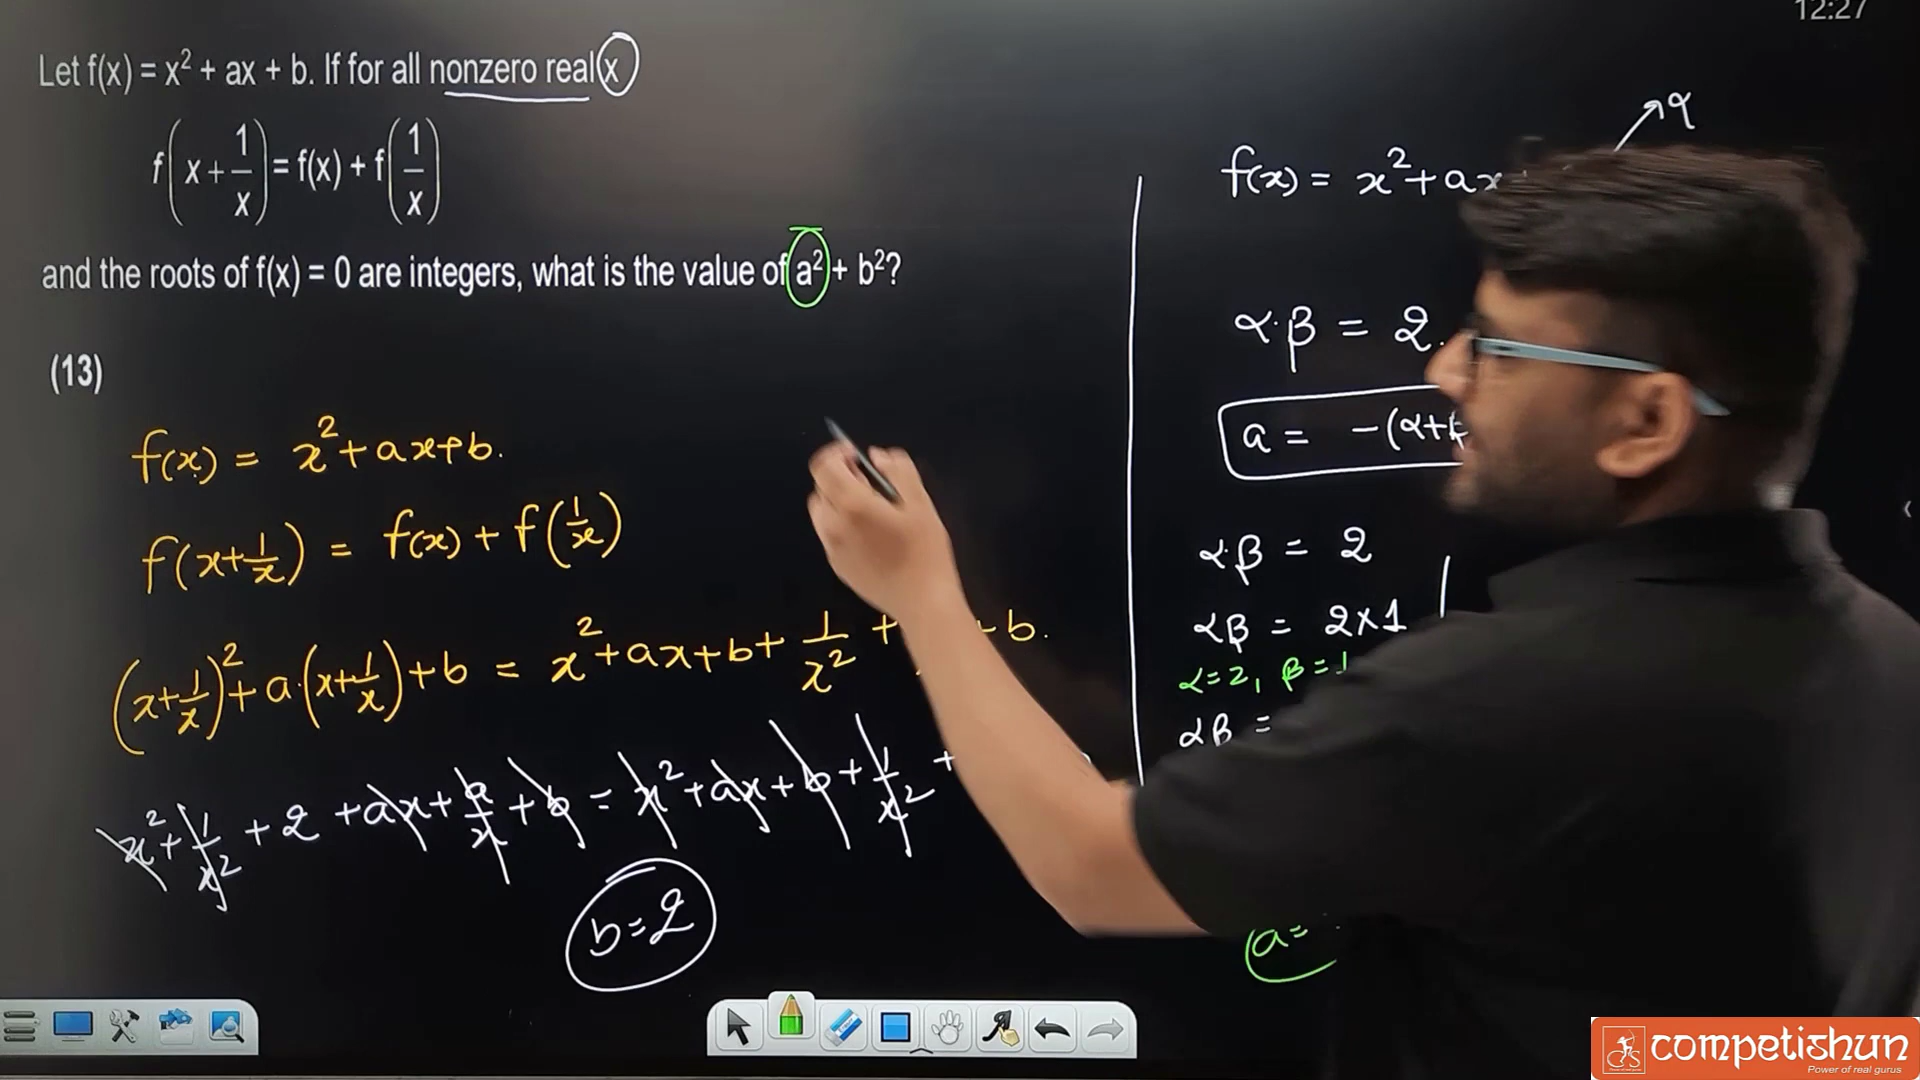 12:27
Let f(x) = x² + ax + b. If for all nonzero real x
f(x + 1/x) = f(x) + f(1/x)
and the roots of f(x) = 0 are integers, what is the value of a² + b²?
(13)
f(x) = x² + ax + b.
f(x + 1/x) = f(x) + f(1/x)
(x + 1/x)² + a·(x + 1/x) + b = x² + ax + b + 1/x² + + b.
x² + 1/x² + 2 + ax + a/x + b = x² + ax + b + 1/x² +
b = 2
α
f(x) = x² + ax
α·β = 2.
a = -(α+
α·β = 2
αβ = 2×1
α=2, β=1
αβ =
a=
competishun
Power of real gurus